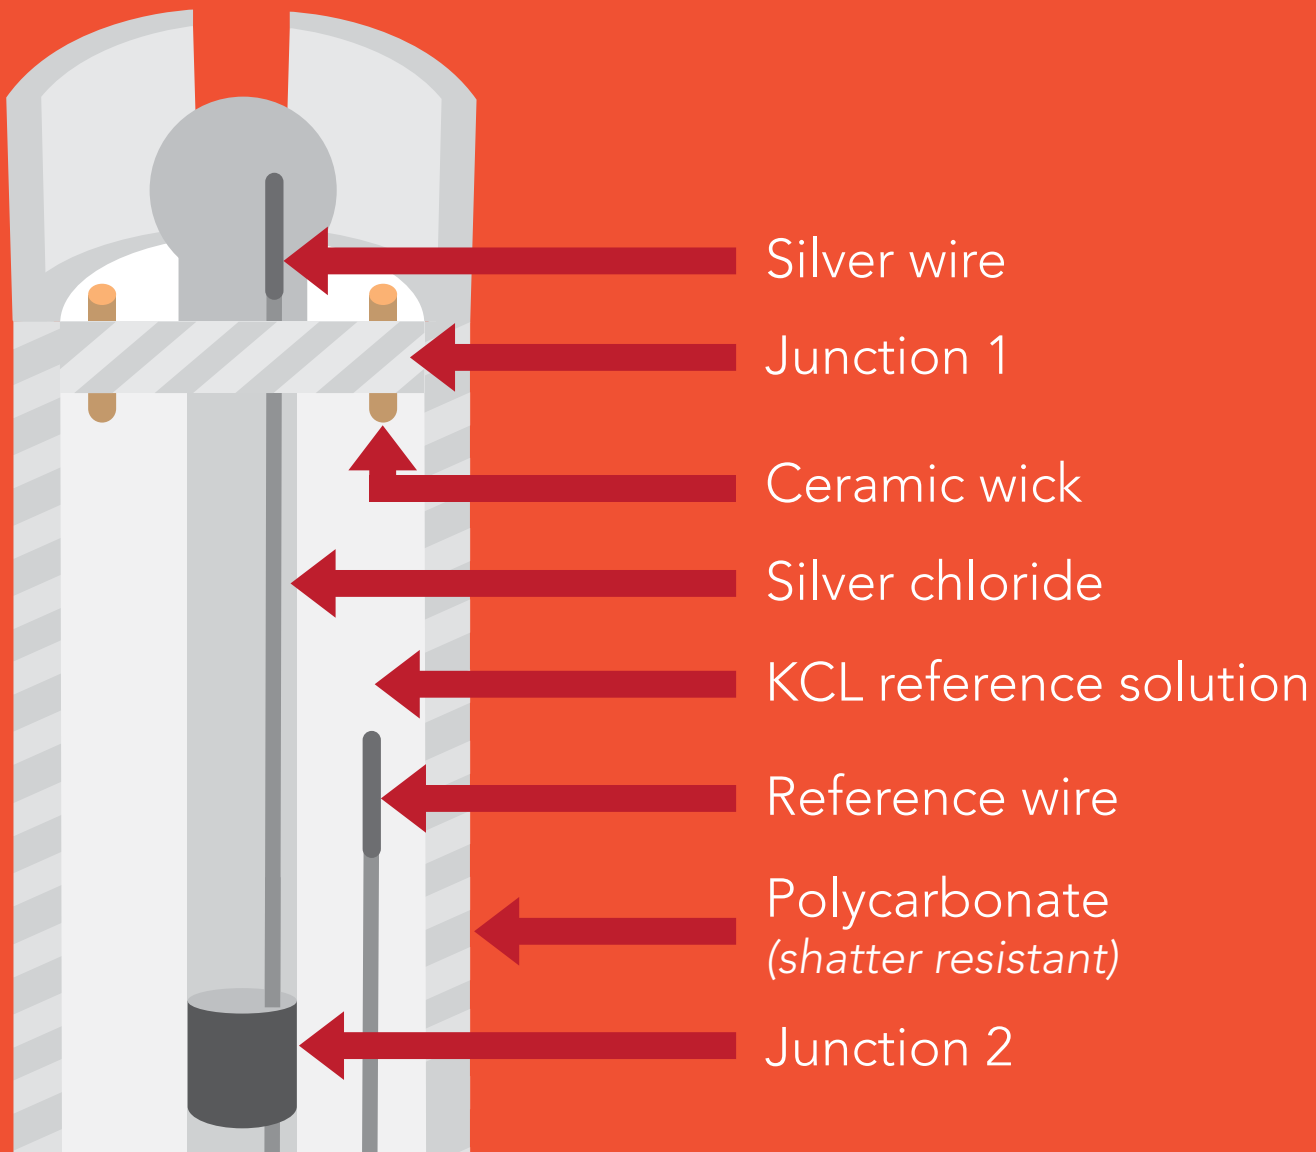 Silver wire
Junction 1
Ceramic wick
Silver chloride
KCL reference solution
Reference wire
Polycarbonate
(shatter resistant)
Junction 2